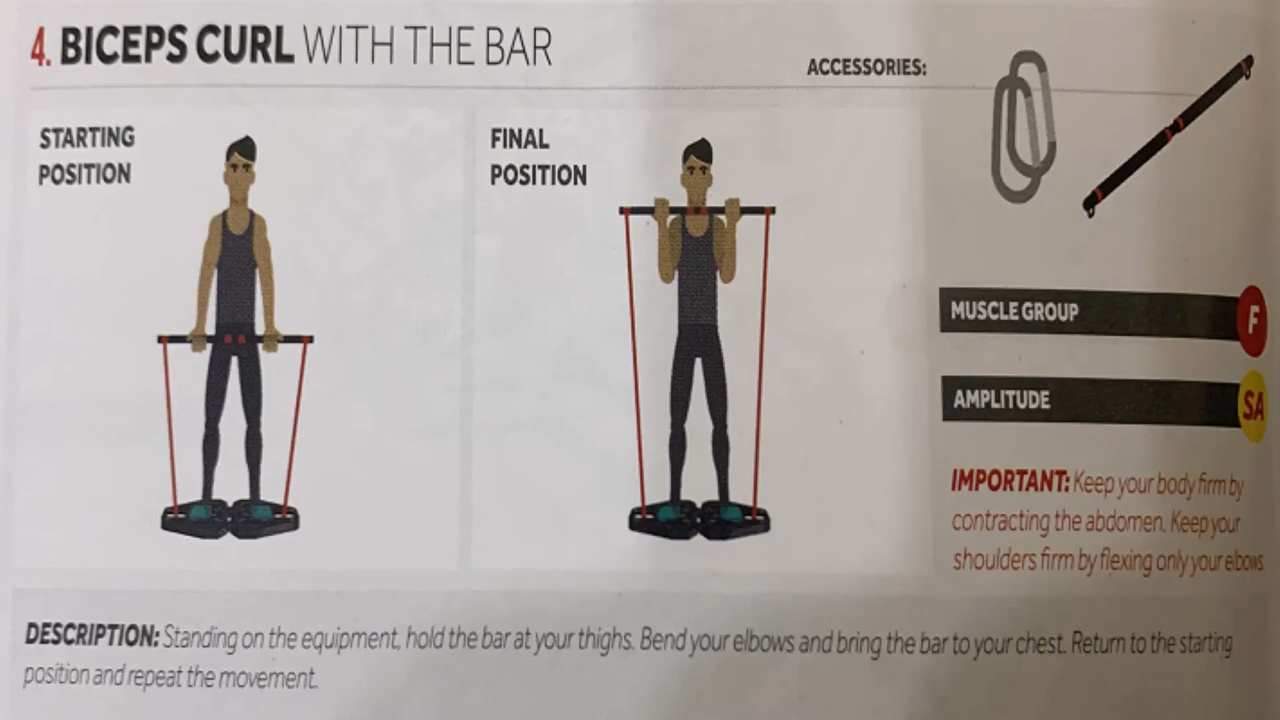 4. BICEPS CURL WITH THE BAR
ACCESSORIES:
STARTING
POSITION
FINAL
POSITION
MUSCLE GROUP F
AMPLITUDE SA
IMPORTANT: Keep your body firm by
contracting the abdomen. Keep your
shoulders firm by flexing only your elbows
DESCRIPTION: Standing on the equipment, hold the bar at your thighs. Bend your elbows and bring the bar to your chest. Return to the starting
position and repeat the movement.